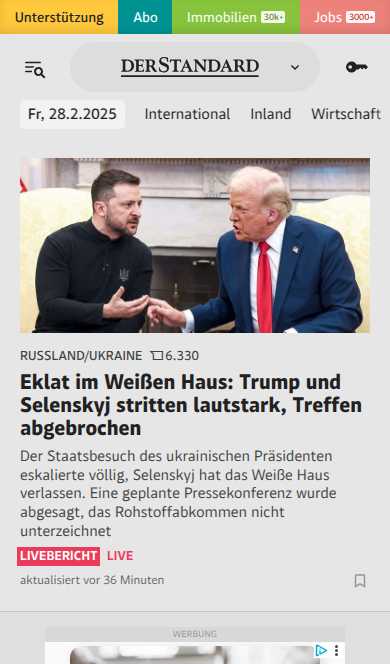 Unterstützung Abo Immobilien 30k+ Jobs 3000+
DERSTANDARD
Fr, 28.2.2025 International Inland Wirtschaft
RUSSLAND/UKRAINE 6.330
Eklat im Weißen Haus: Trump und
Selenskyj stritten lautstark, Treffen
abgebrochen
Der Staatsbesuch des ukrainischen Präsidenten
eskalierte völlig, Selenskyj hat das Weiße Haus
verlassen. Eine geplante Pressekonferenz wurde
abgesagt, das Rohstoffabkommen nicht
unterzeichnet
LIVEBERICHT LIVE
aktualisiert vor 36 Minuten
WERBUNG